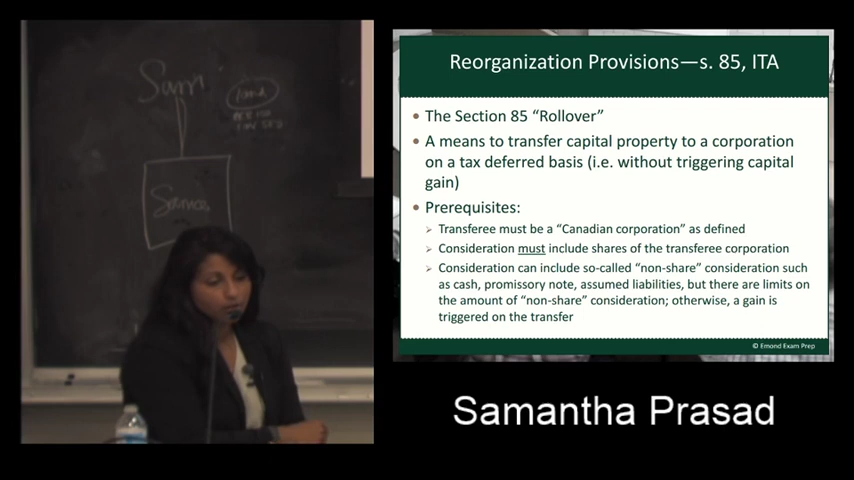 Sam
Reorganization Provisions—s. 85, ITA
• The Section 85 “Rollover”
• A means to transfer capital property to a corporation
on a tax deferred basis (i.e. without triggering capital
gain)
• Prerequisites:
➢ Transferee must be a “Canadian corporation” as defined
➢ Consideration must include shares of the transferee corporation
➢ Consideration can include so-called “non-share” consideration such
as cash, promissory note, assumed liabilities, but there are limits on
the amount of “non-share” consideration; otherwise, a gain is
triggered on the transfer
© Emond Exam Prep
Samantha Prasad